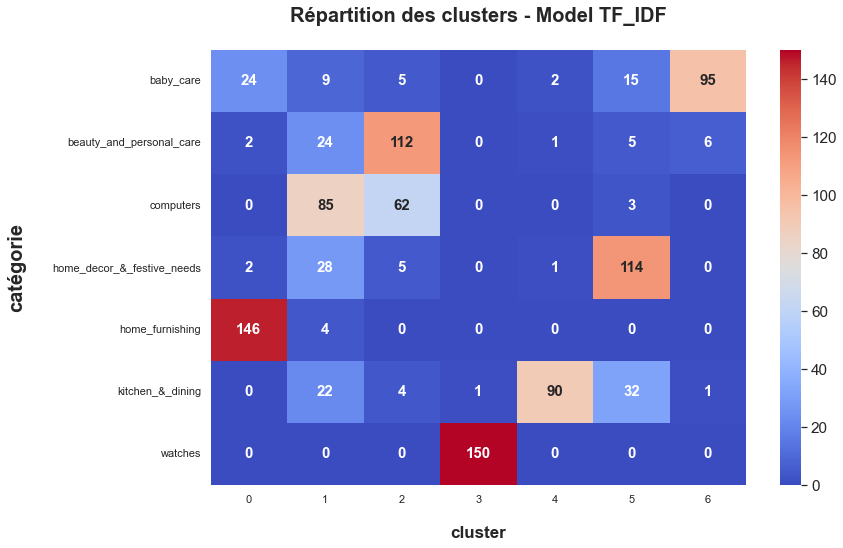 Répartition des clusters - Model TF_IDF
catégorie
baby_care 24 9 5 0 2 15 95
beauty_and_personal_care 2 24 112 0 1 5 6
computers 0 85 62 0 0 3 0
home_decor_&_festive_needs 2 28 5 0 1 114 0
home_furnishing 146 4 0 0 0 0 0
kitchen_&_dining 0 22 4 1 90 32 1
watches 0 0 0 150 0 0 0
0 1 2 3 4 5 6
cluster
140
120
100
80
60
40
20
0